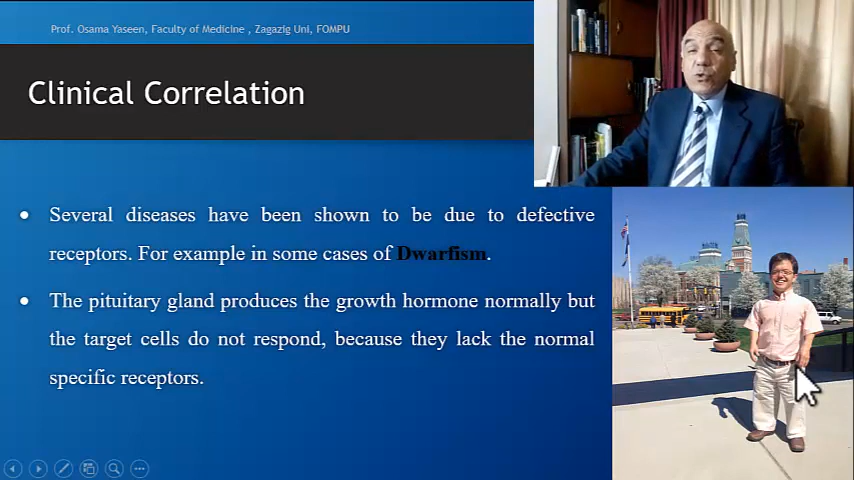 Prof. Osama Yaseen, Faculty of Medicine , Zagazig Uni, FOMPU
Clinical Correlation
• Several diseases have been shown to be due to defective
receptors. For example in some cases of Dwarfism.
• The pituitary gland produces the growth hormone normally but
the target cells do not respond, because they lack the normal
specific receptors.